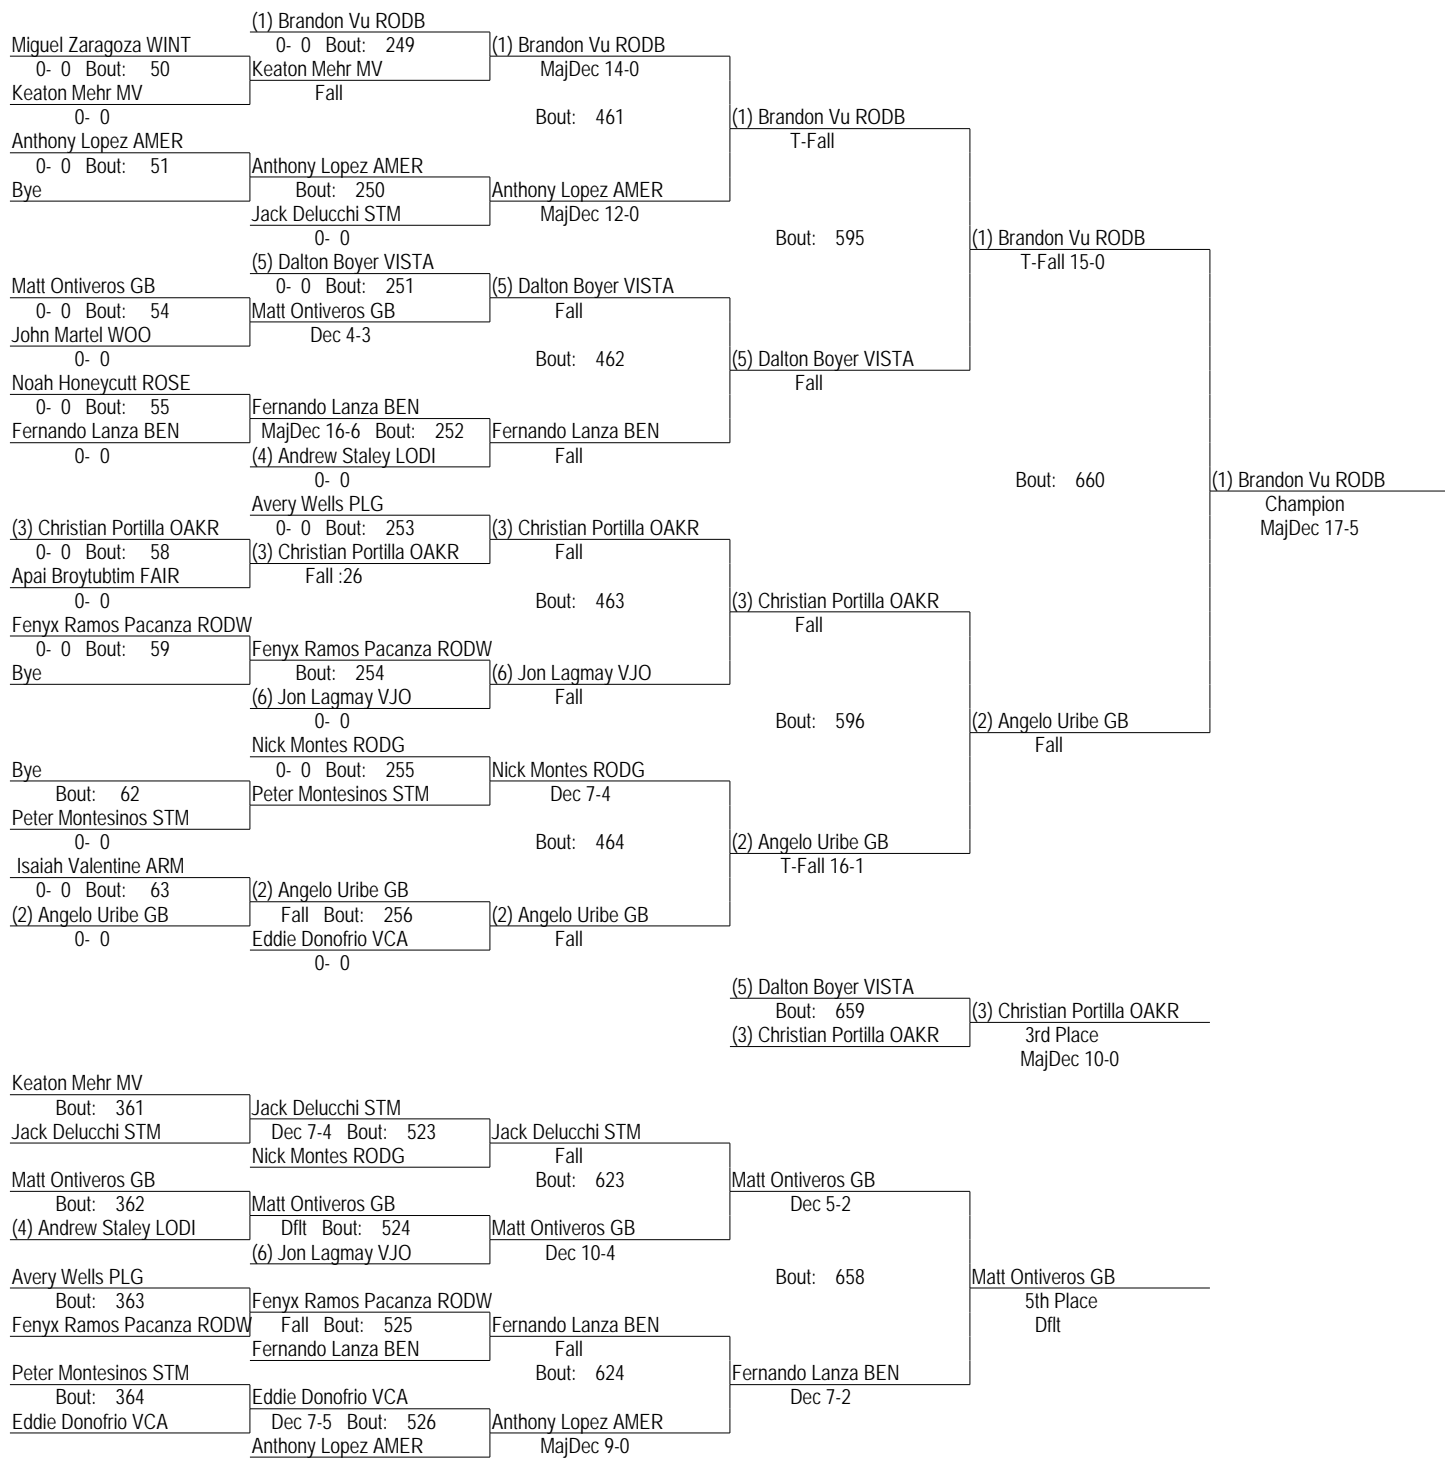 (1) Brandon Vu RODB
Miguel Zaragoza WINT
0- 0 Bout: 249
(1) Brandon Vu RODB
0- 0 Bout: 50
Keaton Mehr MV
MajDec 14-0
Keaton Mehr MV
Fall
0- 0
Bout: 461
(1) Brandon Vu RODB
Anthony Lopez AMER
T-Fall
0- 0 Bout: 51
Anthony Lopez AMER
Bye
Bout: 250
Anthony Lopez AMER
Jack Delucchi STM
MajDec 12-0
0- 0
Bout: 595
(1) Brandon Vu RODB
(5) Dalton Boyer VISTA
T-Fall 15-0
Matt Ontiveros GB
0- 0 Bout: 251
(5) Dalton Boyer VISTA
0- 0 Bout: 54
Matt Ontiveros GB
Fall
John Martel WOO
Dec 4-3
0- 0
Bout: 462
(5) Dalton Boyer VISTA
Noah Honeycutt ROSE
Fall
0- 0 Bout: 55
Fernando Lanza BEN
Fernando Lanza BEN
MajDec 16-6 Bout: 252
Fernando Lanza BEN
0- 0
(4) Andrew Staley LODI
Fall
0- 0
Bout: 660
(1) Brandon Vu RODB
Avery Wells PLG
Champion
(3) Christian Portilla OAKR
0- 0 Bout: 253
(3) Christian Portilla OAKR
MajDec 17-5
0- 0 Bout: 58
(3) Christian Portilla OAKR
Fall
Apai Broytubtim FAIR
Fall :26
0- 0
Bout: 463
(3) Christian Portilla OAKR
Fenyx Ramos Pacanza RODW
Fall
0- 0 Bout: 59
Fenyx Ramos Pacanza RODW
Bye
Bout: 254
(6) Jon Lagmay VJO
(6) Jon Lagmay VJO
Fall
0- 0
Bout: 596
(2) Angelo Uribe GB
Nick Montes RODG
Fall
Bye
0- 0 Bout: 255
Nick Montes RODG
Bout: 62
Peter Montesinos STM
Dec 7-4
Peter Montesinos STM
0- 0
Bout: 464
(2) Angelo Uribe GB
Isaiah Valentine ARM
T-Fall 16-1
0- 0 Bout: 63
(2) Angelo Uribe GB
(2) Angelo Uribe GB
Fall Bout: 256
(2) Angelo Uribe GB
0- 0
Eddie Donofrio VCA
Fall
0- 0
(5) Dalton Boyer VISTA
Bout: 659
(3) Christian Portilla OAKR
(3) Christian Portilla OAKR
3rd Place
MajDec 10-0
Keaton Mehr MV
Bout: 361
Jack Delucchi STM
Jack Delucchi STM
Dec 7-4 Bout: 523
Jack Delucchi STM
Nick Montes RODG
Fall
Matt Ontiveros GB
Bout: 623
Matt Ontiveros GB
Bout: 362
Matt Ontiveros GB
Dec 5-2
(4) Andrew Staley LODI
Dflt Bout: 524
Matt Ontiveros GB
(6) Jon Lagmay VJO
Dec 10-4
Avery Wells PLG
Bout: 658
Matt Ontiveros GB
Bout: 363
Fenyx Ramos Pacanza RODW
5th Place
Fenyx Ramos Pacanza RODW
Fall Bout: 525
Fernando Lanza BEN
Dflt
Fernando Lanza BEN
Fall
Peter Montesinos STM
Bout: 624
Fernando Lanza BEN
Bout: 364
Eddie Donofrio VCA
Dec 7-2
Eddie Donofrio VCA
Dec 7-5 Bout: 526
Anthony Lopez AMER
Anthony Lopez AMER
MajDec 9-0